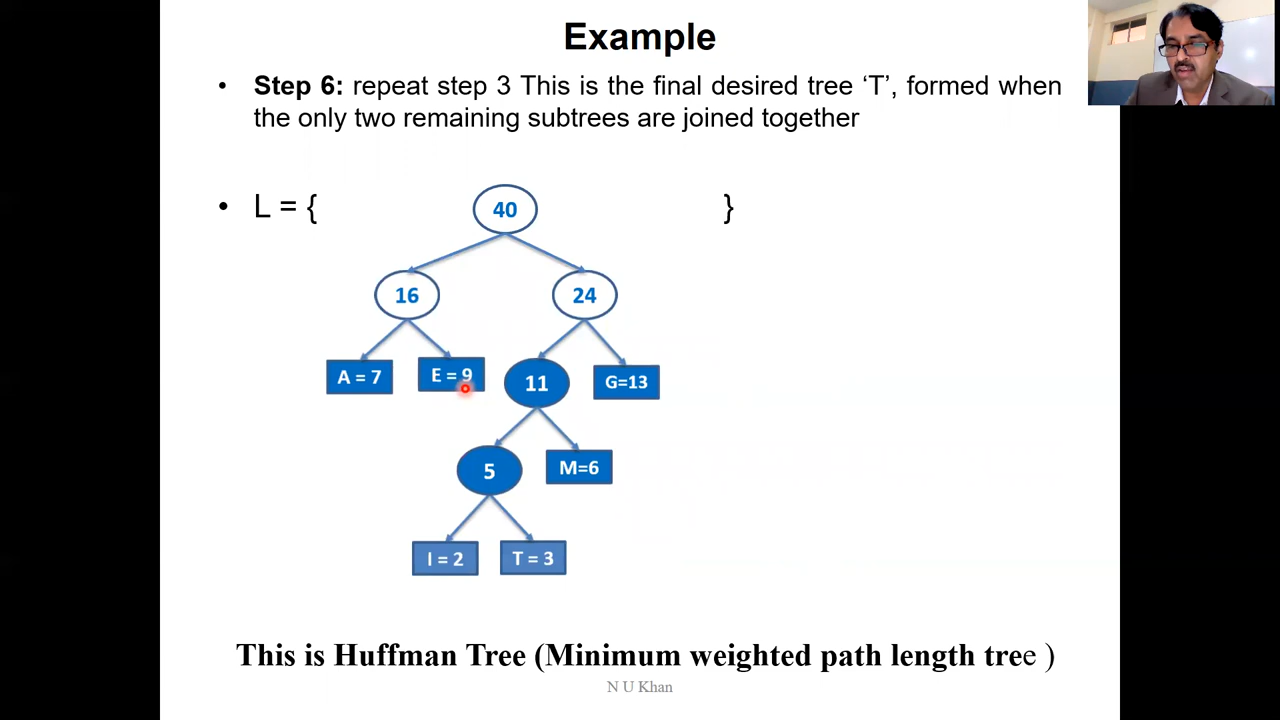 Example
• Step 6: repeat step 3 This is the final desired tree ‘T’, formed when
the only two remaining subtrees are joined together
• L = { 40 }
16 24
A = 7 E = 9 11 G=13
5 M=6
I = 2 T = 3
This is Huffman Tree (Minimum weighted path length tree )
N U Khan